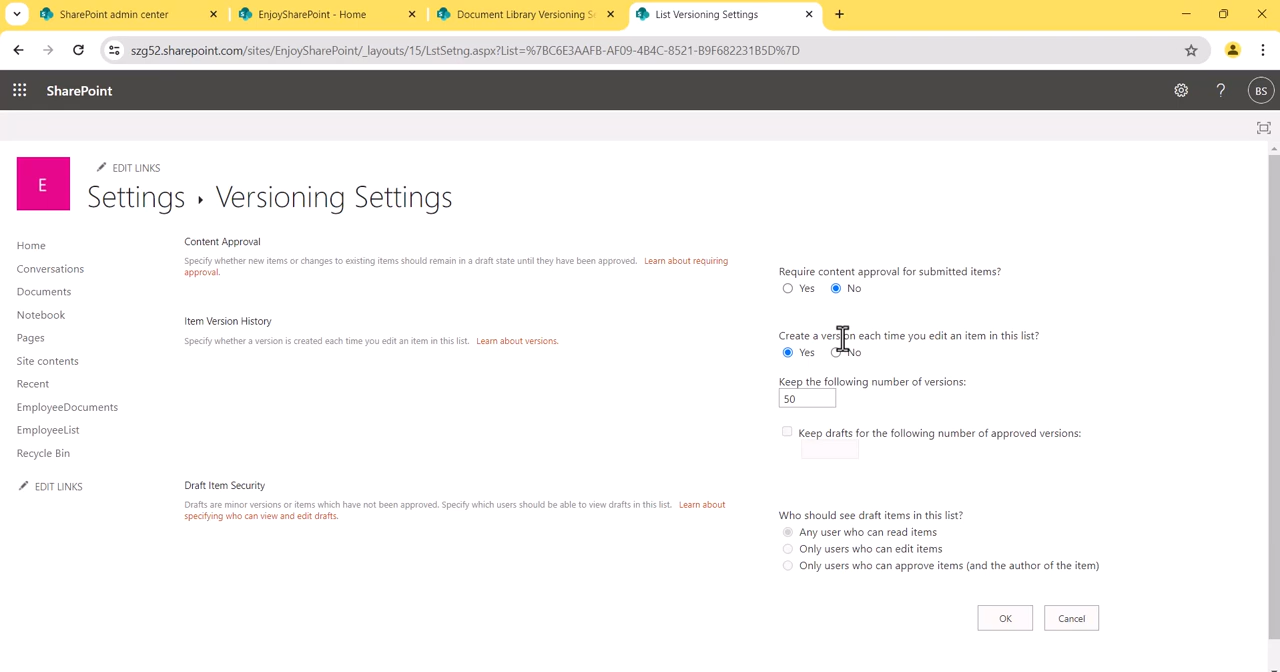 SharePoint admin center
EnjoySharePoint - Home
Document Library Versioning Se
List Versioning Settings
szg52.sharepoint.com/sites/EnjoySharePoint/_layouts/15/LstSetng.aspx?List=%7BC6E3AAFB-AF09-4B4C-8521-B9F682231B5D%7D
SharePoint
?
BS
E
EDIT LINKS
Settings ▸ Versioning Settings
Home
Conversations
Documents
Notebook
Pages
Site contents
Recent
EmployeeDocuments
EmployeeList
Recycle Bin
EDIT LINKS
Content Approval
Specify whether new items or changes to existing items should remain in a draft state until they have been approved. Learn about requiring
approval.
Require content approval for submitted items?
Yes No
Item Version History
Specify whether a version is created each time you edit an item in this list. Learn about versions.
Create a version each time you edit an item in this list?
Yes No
Keep the following number of versions:
50
Keep drafts for the following number of approved versions:
Draft Item Security
Drafts are minor versions or items which have not been approved. Specify which users should be able to view drafts in this list. Learn about
specifying who can view and edit drafts.
Who should see draft items in this list?
Any user who can read items
Only users who can edit items
Only users who can approve items (and the author of the item)
OK Cancel